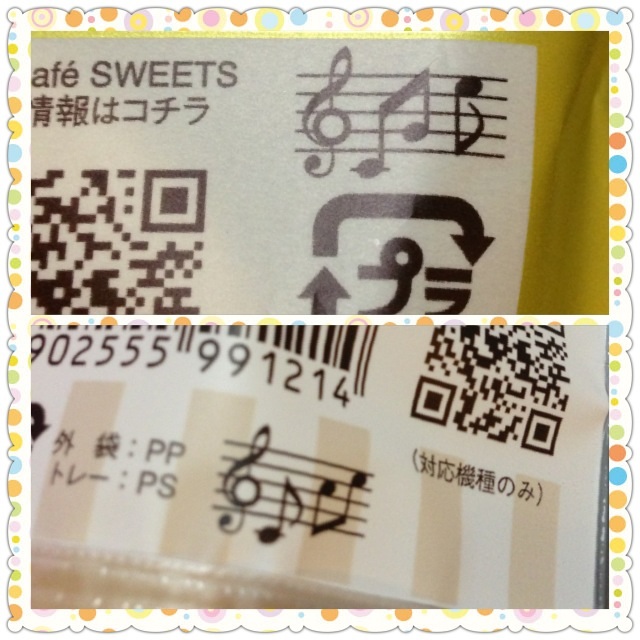 afé SWEETS
情報はコチラ
プラ
902555 991214
外 袋：PP
トレー：PS
(対応機種のみ)